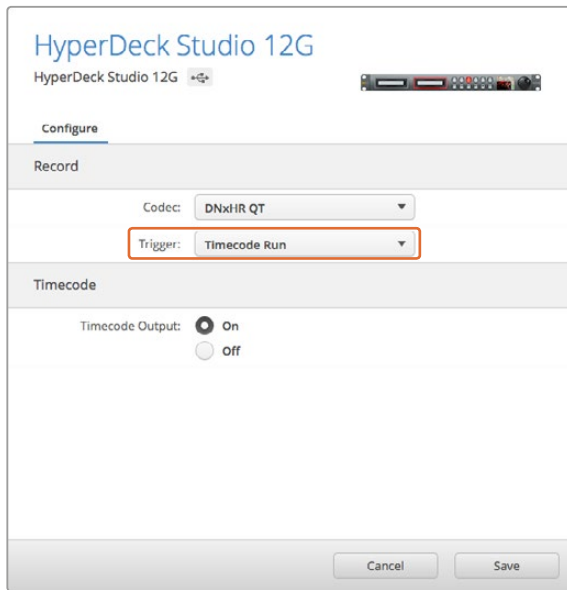 HyperDeck Studio 12G
HyperDeck Studio 12G
Configure
Record
Codec: DNxHR QT
Trigger: Timecode Run
Timecode
Timecode Output: On
Off
Cancel Save